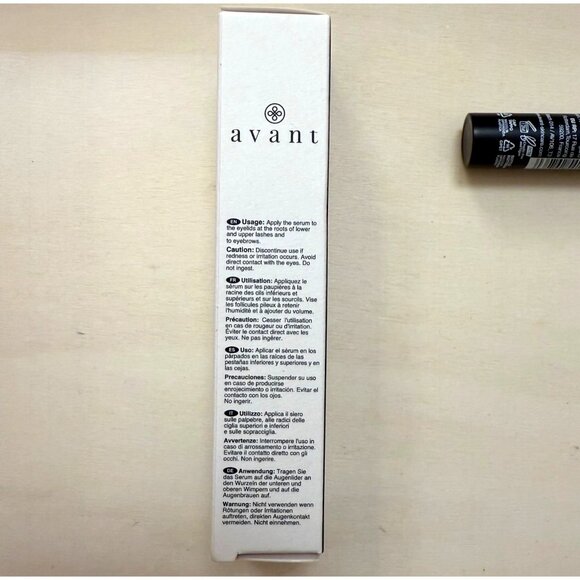 avant
EN Usage: Apply the serum to
the eyelids at the roots of lower
and upper lashes and
to eyebrows.
Caution: Discontinue use if
redness or irritation occurs. Avoid
direct contact with the eyes. Do
not ingest.
FR Utilisation: Appliquez le
sérum sur les paupières à la
racine des cils inférieurs et
supérieurs et sur les sourcils. Vise
les follicules pileux à retenir
l'humidité et à ajouter du volume.
Précaution: Cesser l'utilisation
en cas de rougeur ou d'irritation.
Éviter le contact direct avec les
yeux. Ne pas ingérer.
ES Uso: Aplicar el sérum en los
párpados en las raíces de las
pestañas inferiores y superiores y en
las cejas.
Precauciones: Suspender su uso
en caso de producirse
enrojecimiento o irritación. Evitar el
contacto con los ojos.
No ingerir.
IT Utilizzo: Applica il siero
sulle palpebre, alle radici delle
ciglia superiori e inferiori
e sulle sopracciglia.
Avvertenze: Interrompere l'uso in
caso di arrossamento o irritazione.
Evitare il contatto diretto con gli
occhi. Non ingerire.
DE Anwendung: Tragen Sie
das Serum auf die Augenlider an
den Wurzeln der unteren und
oberen Wimpern und auf die
Augenbrauen auf.
Warnung: Nicht verwenden wenn
Rötungen oder Irritationen
auftreten, direkten Augenkontakt
vermeiden. Nicht einnehmen.